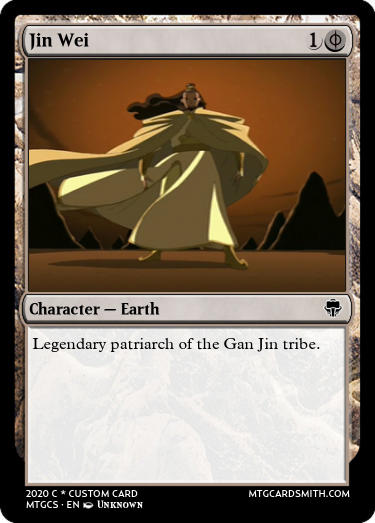 Jin Wei 1
Character — Earth
Legendary patriarch of the Gan Jin tribe.
2020 C * CUSTOM CARD MTGCARDSMITH.COM
MTGCS · EN UNKNOWN